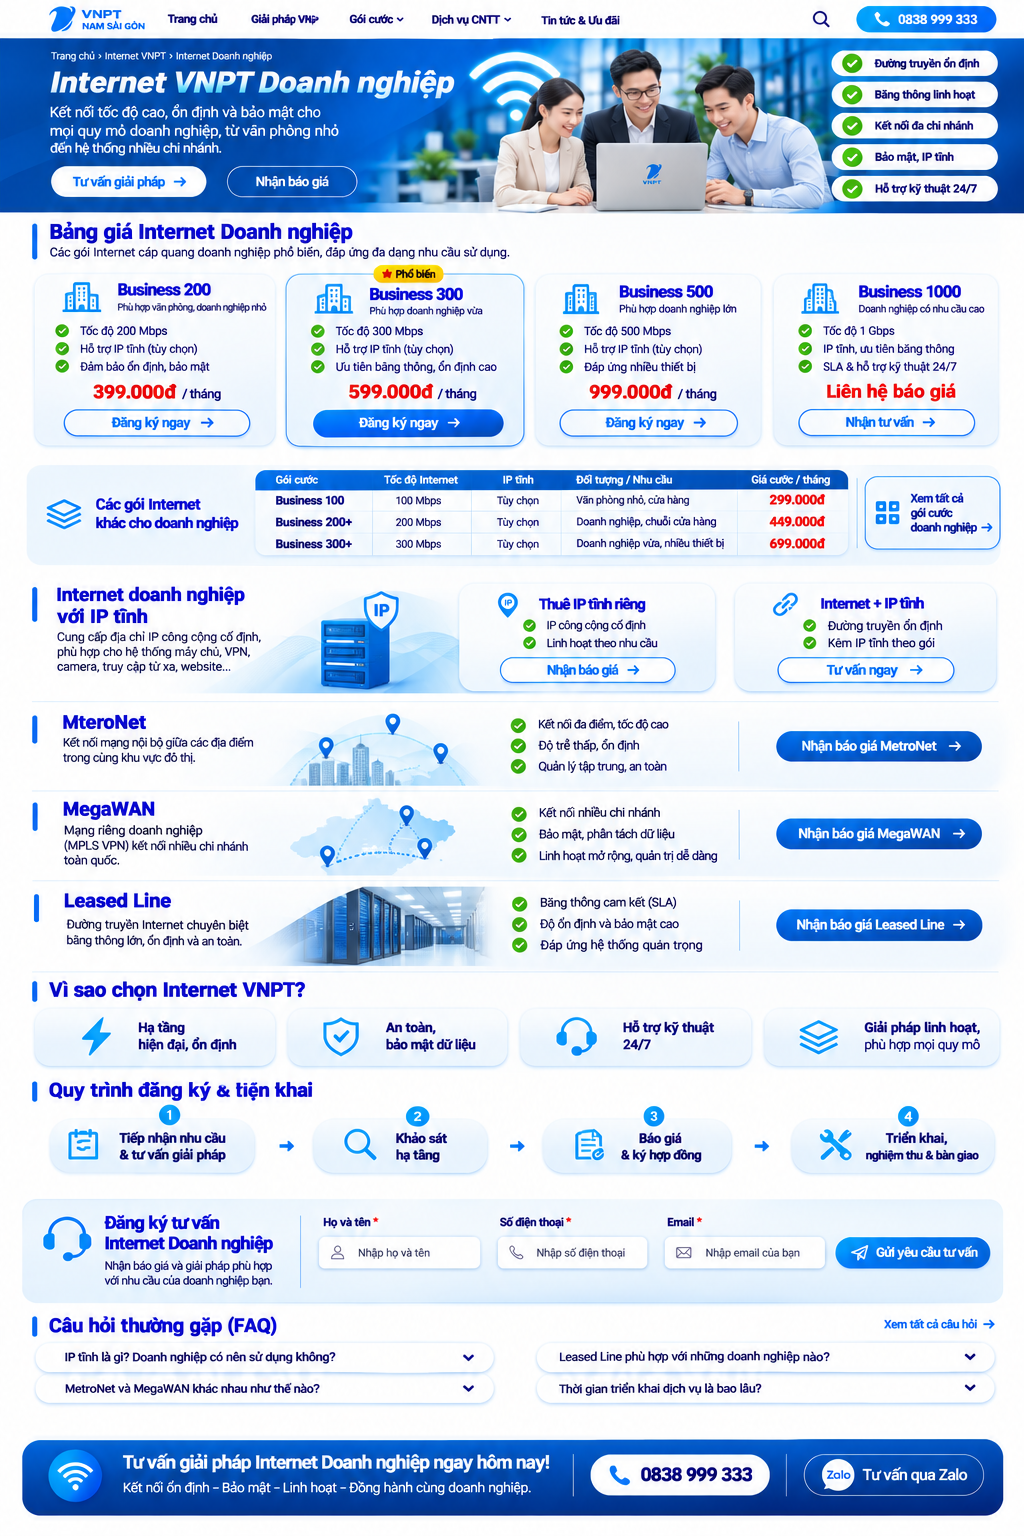 VNPT
NAM SÀI GÒN
Trang chủ
Giải pháp VNP
Gói cước
Dịch vụ CNTT
Tin tức & Ưu đãi
0838 999 333
Trang chủ › Internet VNPT › Internet Doanh nghiệp
Internet VNPT Doanh nghiệp
Kết nối tốc độ cao, ổn định và bảo mật cho
mọi quy mô doanh nghiệp, từ văn phòng nhỏ
đến hệ thống nhiều chi nhánh.
Tư vấn giải pháp →
Nhận báo giá
VNPT
Đường truyền ổn định
Băng thông linh hoạt
Kết nối đa chi nhánh
Bảo mật, IP tĩnh
Hỗ trợ kỹ thuật 24/7
Bảng giá Internet Doanh nghiệp
Các gói Internet cáp quang doanh nghiệp phổ biến, đáp ứng đa dạng nhu cầu sử dụng.
Business 200
Phù hợp văn phòng, doanh nghiệp nhỏ
Tốc độ 200 Mbps
Hỗ trợ IP tĩnh (tùy chọn)
Đảm bảo ổn định, bảo mật
399.000đ / tháng
Đăng ký ngay →
Phổ biến
Business 300
Phù hợp doanh nghiệp vừa
Tốc độ 300 Mbps
Hỗ trợ IP tĩnh (tùy chọn)
Ưu tiên băng thông, ổn định cao
599.000đ / tháng
Đăng ký ngay →
Business 500
Phù hợp doanh nghiệp lớn
Tốc độ 500 Mbps
Hỗ trợ IP tĩnh (tùy chọn)
Đáp ứng nhiều thiết bị
999.000đ / tháng
Đăng ký ngay →
Business 1000
Doanh nghiệp có nhu cầu cao
Tốc độ 1 Gbps
IP tĩnh, ưu tiên băng thông
SLA & hỗ trợ kỹ thuật 24/7
Liên hệ báo giá
Nhận tư vấn →
Các gói Internet
khác cho doanh nghiệp
Gói cước Tốc độ Internet IP tĩnh Đối tượng / Nhu cầu Giá cước / tháng
Business 100 100 Mbps Tùy chọn Văn phòng nhỏ, cửa hàng 299.000đ
Business 200+ 200 Mbps Tùy chọn Doanh nghiệp, chuỗi cửa hàng 449.000đ
Business 300+ 300 Mbps Tùy chọn Doanh nghiệp vừa, nhiều thiết bị 699.000đ
Xem tất cả
gói cước
doanh nghiệp →
Internet doanh nghiệp
với IP tĩnh
Cung cấp địa chỉ IP công cộng cố định,
phù hợp cho hệ thống máy chủ, VPN,
camera, truy cập từ xa, website...
IP
IP
Thuê IP tĩnh riêng
IP công cộng cố định
Linh hoạt theo nhu cầu
Nhận báo giá →
Internet + IP tĩnh
Đường truyền ổn định
Kèm IP tĩnh theo gói
Tư vấn ngay →
MteroNet
Kết nối mạng nội bộ giữa các địa điểm
trong cùng khu vực đô thị.
Kết nối đa điểm, tốc độ cao
Độ trễ thấp, ổn định
Quản lý tập trung, an toàn
Nhận báo giá MetroNet →
MegaWAN
Mạng riêng doanh nghiệp
(MPLS VPN) kết nối nhiều chi nhánh
toàn quốc.
Kết nối nhiều chi nhánh
Bảo mật, phân tách dữ liệu
Linh hoạt mở rộng, quản trị dễ dàng
Nhận báo giá MegaWAN →
Leased Line
Đường truyền Internet chuyên biệt
băng thông lớn, ổn định và an toàn.
Băng thông cam kết (SLA)
Độ ổn định và bảo mật cao
Đáp ứng hệ thống quán trọng
Nhận báo giá Leased Line →
Vì sao chọn Internet VNPT?
Hạ tầng
hiện đại, ổn định
An toàn,
bảo mật dữ liệu
Hỗ trợ kỹ thuật
24/7
Giải pháp linh hoạt,
phù hợp mọi quy mô
Quy trình đăng ký & tiện khai
1
Tiếp nhận nhu cầu
& tư vấn giải pháp
2
Khảo sát
hạ tầng
3
Báo giá
& ký hợp đồng
4
Triển khai,
nghiệm thu & bàn giao
Đăng ký tư vấn
Internet Doanh nghiệp
Nhận báo giá và giải pháp phù hợp
với nhu cầu của doanh nghiệp bạn.
Họ và tên *
Nhập họ và tên
Số điện thoại *
Nhập số điện thoại
Email *
Nhập email của bạn
Gửi yêu cầu tư vấn
Câu hỏi thường gặp (FAQ)
Xem tất cả câu hỏi →
IP tĩnh là gì? Doanh nghiệp có nên sử dụng không?
Leased Line phù hợp với những doanh nghiệp nào?
MetroNet và MegaWAN khác nhau như thế nào?
Thời gian triển khai dịch vụ là bao lâu?
Tư vấn giải pháp Internet Doanh nghiệp ngay hôm nay!
Kết nối ổn định – Bảo mật – Linh hoạt – Đồng hành cùng doanh nghiệp.
0838 999 333
Zalo
Tư vấn qua Zalo